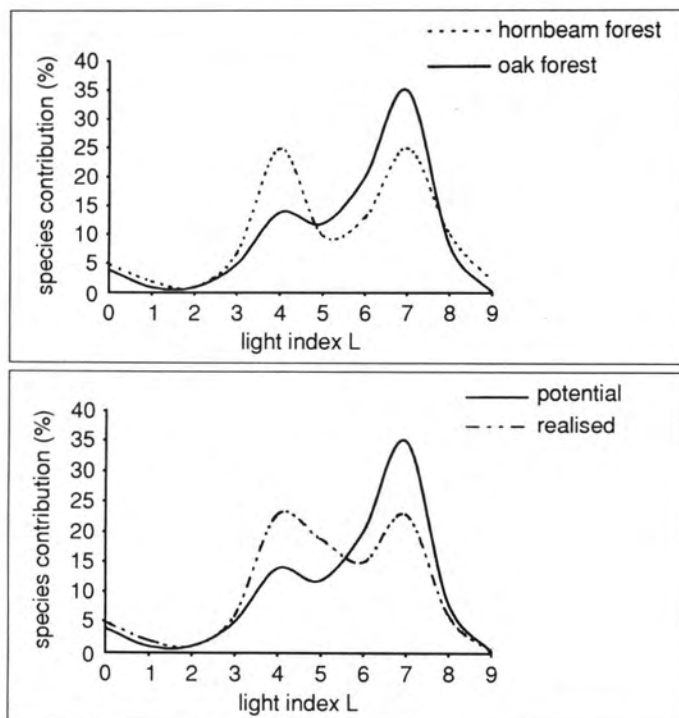 hornbeam forest
oak forest
species contribution (%)
40
35
30
25
20
15
10
5
0
0 1 2 3 4 5 6 7 8 9
light index L
potential
realised
species contribution (%)
40
35
30
25
20
15
10
5
0
0 1 2 3 4 5 6 7 8 9
light index L